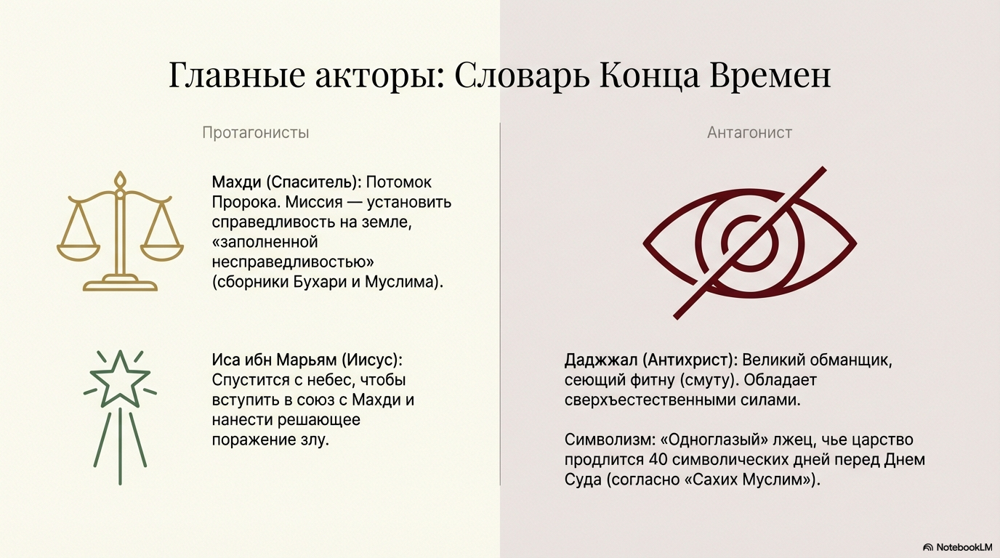 Главные акторы: Словарь Конца Времен
Протагонисты
Махди (Спаситель): Потомок
Пророка. Миссия — установить
справедливость на земле,
«заполненной
несправедливостью»
(сборники Бухари и Муслима).
Иса ибн Марьям (Иисус):
Спустится с небес, чтобы
вступить в союз с Махди и
нанести решающее
поражение злу.
Антагонист
Даджжал (Антихрист): Великий обманщик,
сеющий фитну (смуту). Обладает
сверхъестественными силами.
Символизм: «Одноглазый» лжец, чье царство
продлится 40 символических дней перед Днем
Суда (согласно «Сахих Муслим»).
NotebookLM